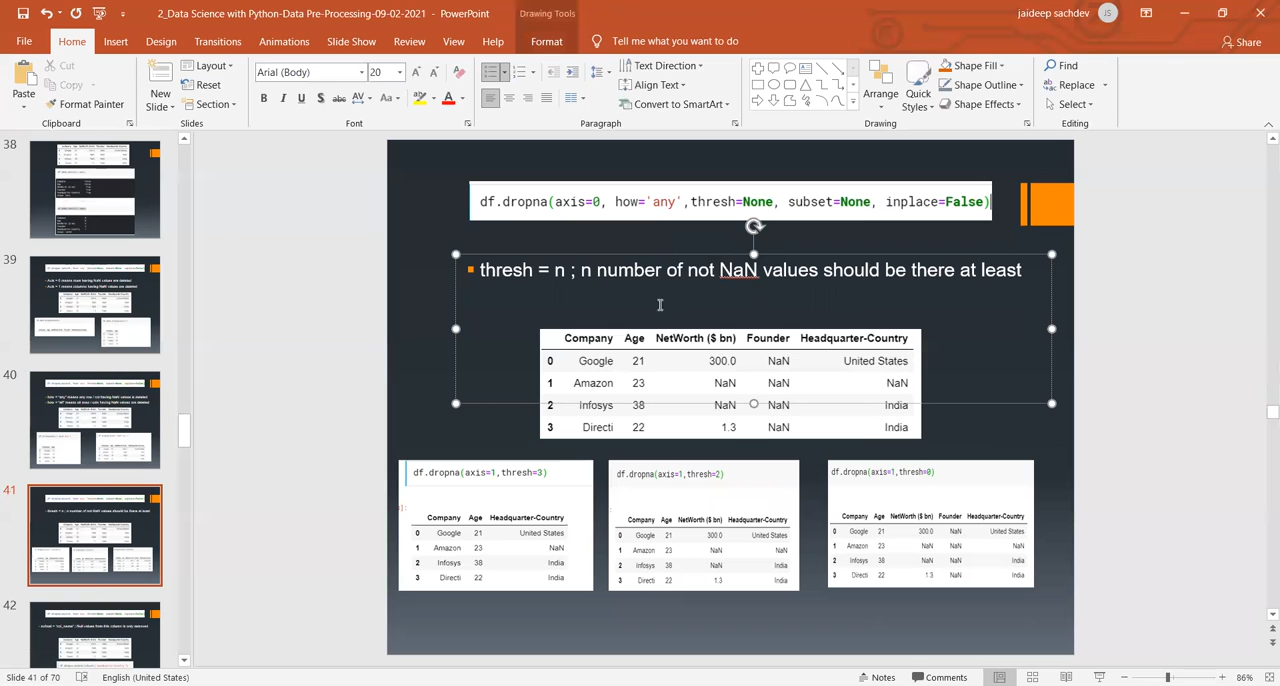 2_Data Science with Python-Data Pre-Processing-09-02-2021 - PowerPoint
Drawing Tools
jaideep sachdev
JS
File
Home
Insert
Design
Transitions
Animations
Slide Show
Review
View
Help
Format
Tell me what you want to do
Share
Paste
Cut
Copy
Format Painter
Clipboard
New Slide
Layout
Reset
Section
Slides
Arial (Body)
20
B I U S abc AV Aa A
Font
Text Direction
Align Text
Convert to SmartArt
Paragraph
Arrange
Quick Styles
Shape Fill
Shape Outline
Shape Effects
Drawing
Find
Replace
Select
Editing
38
39
40
41
42
df.dropna(axis=0, how='any',thresh=None, subset=None, inplace=False)
thresh = n ; n number of not NaN values should be there at least
Company Age NetWorth ($ bn) Founder Headquarter-Country
0 Google 21 300.0 NaN United States
1 Amazon 23 NaN NaN NaN
2 Infosys 38 NaN NaN India
3 Directi 22 1.3 NaN India
df.dropna(axis=1,thresh=3)
Company Age Headquarter-Country
0 Google 21 United States
1 Amazon 23 NaN
2 Infosys 38 India
3 Directi 22 India
df.dropna(axis=1,thresh=2)
Company Age NetWorth ($ bn) Headquarter-Country
0 Google 21 300.0 United States
1 Amazon 23 NaN NaN
2 Infosys 38 NaN India
3 Directi 22 1.3 India
df.dropna(axis=1,thresh=0)
Company Age NetWorth ($ bn) Founder Headquarter-Country
0 Google 21 300.0 NaN United States
1 Amazon 23 NaN NaN NaN
2 Infosys 38 NaN NaN India
3 Directi 22 1.3 NaN India
Slide 41 of 70
English (United States)
Notes
Comments
86%